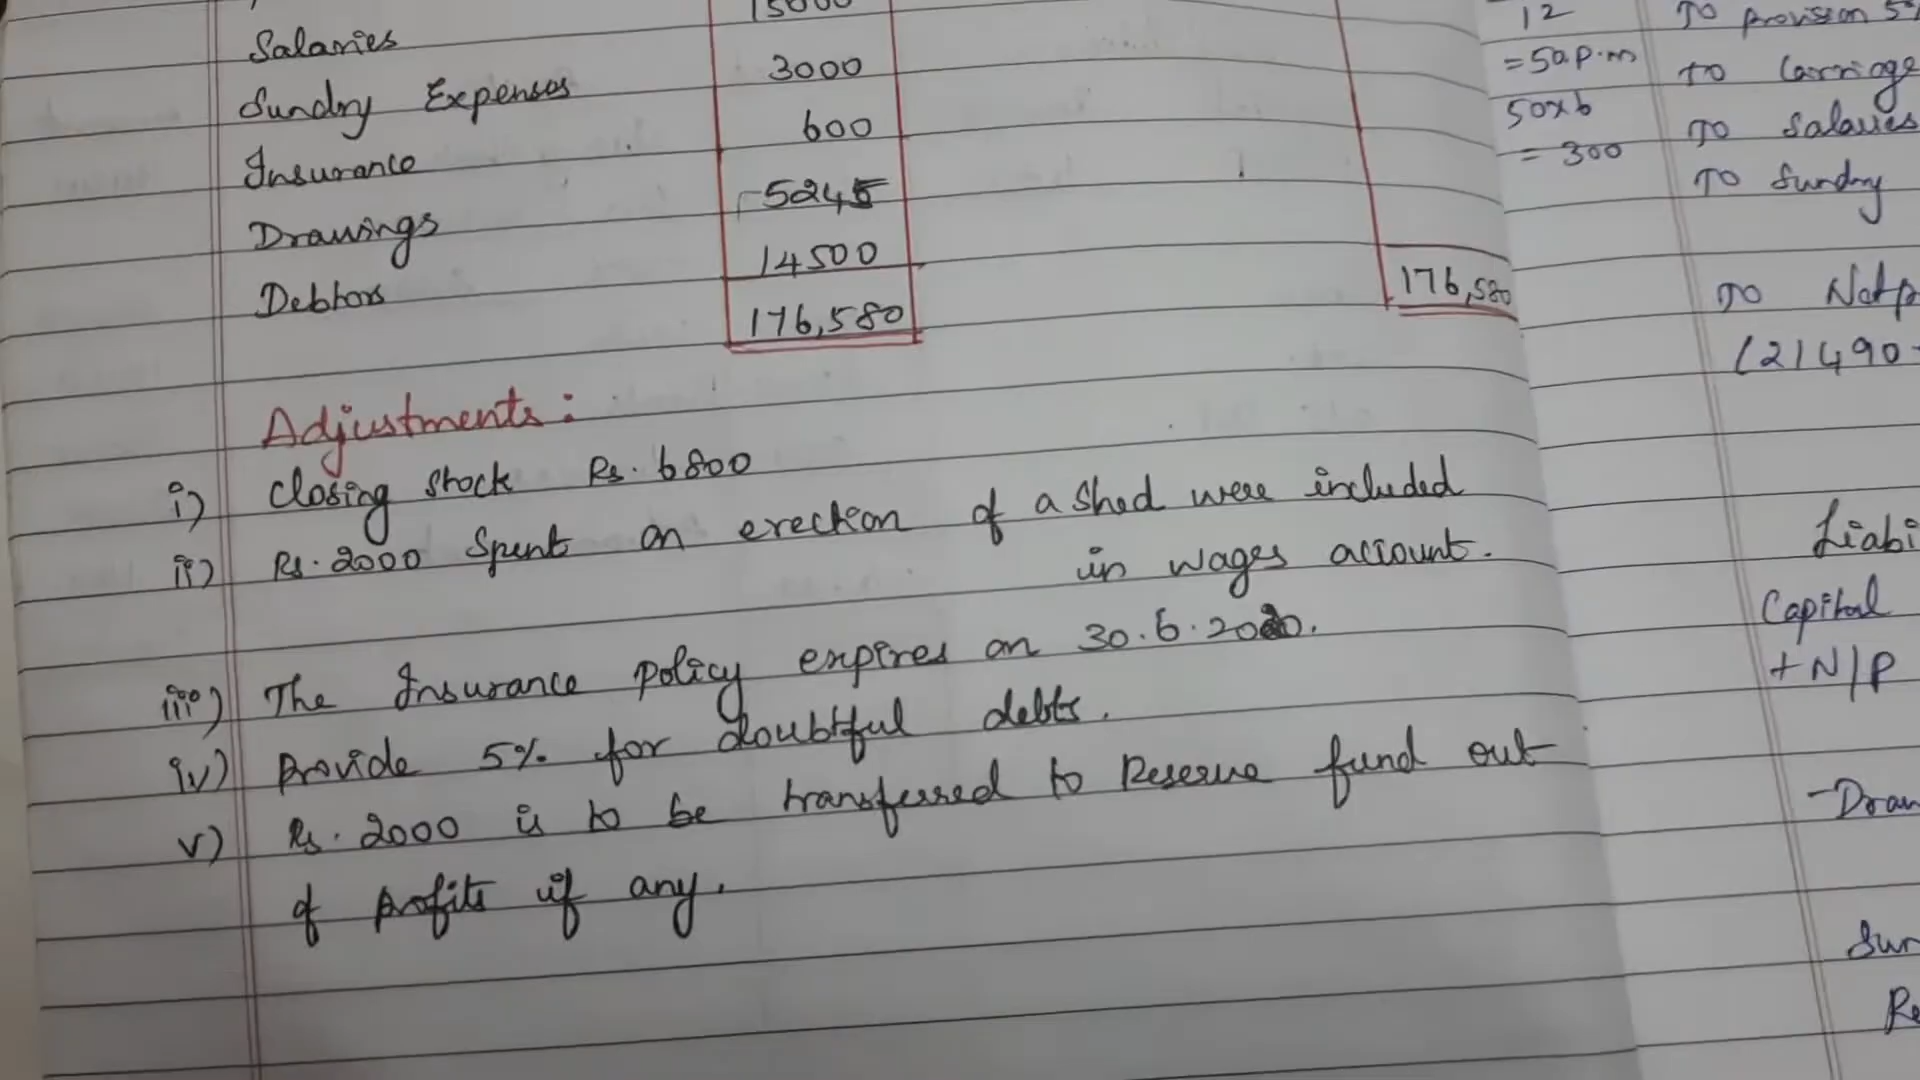 15000
Salaries 3000
Sundry Expenses 600
Insurance 5245
Drawings 14500
Debtors 176,580
176,580
Adjustments:
i) Closing Stock Rs. 6800
ii) Rs. 2000 Spent on erection of a shed were included
in wages account.
iii) The Insurance policy expires on 30.6.2020.
iv) Provide 5% for doubtful debts.
v) Rs. 2000 is to be transferred to Reserve fund out
of profits if any.
12
= 50 p.m
50x6
= 300
To provision 5%
To Carriage
To Salaries
To Sundry
To Net p
(21490-
Liabi
Capital
+ N/P
- Draw
Sun
Re